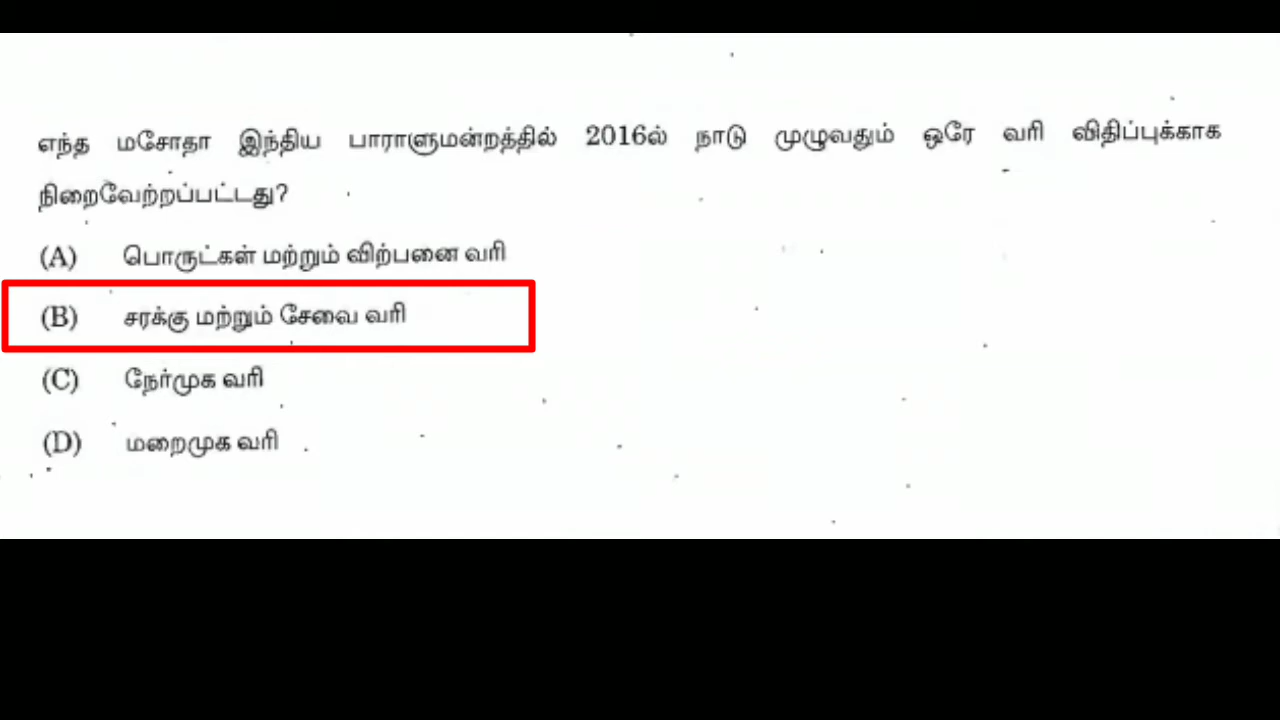 எந்த மசோதா இந்திய பாராளுமன்றத்தில் 2016ல் நாடு முழுவதும் ஒரே வரி விதிப்புக்காக
நிறைவேற்றப்பட்டது?
(A) பொருட்கள் மற்றும் விற்பனை வரி
(B) சரக்கு மற்றும் சேவை வரி
(C) நேர்முக வரி
(D) மறைமுக வரி